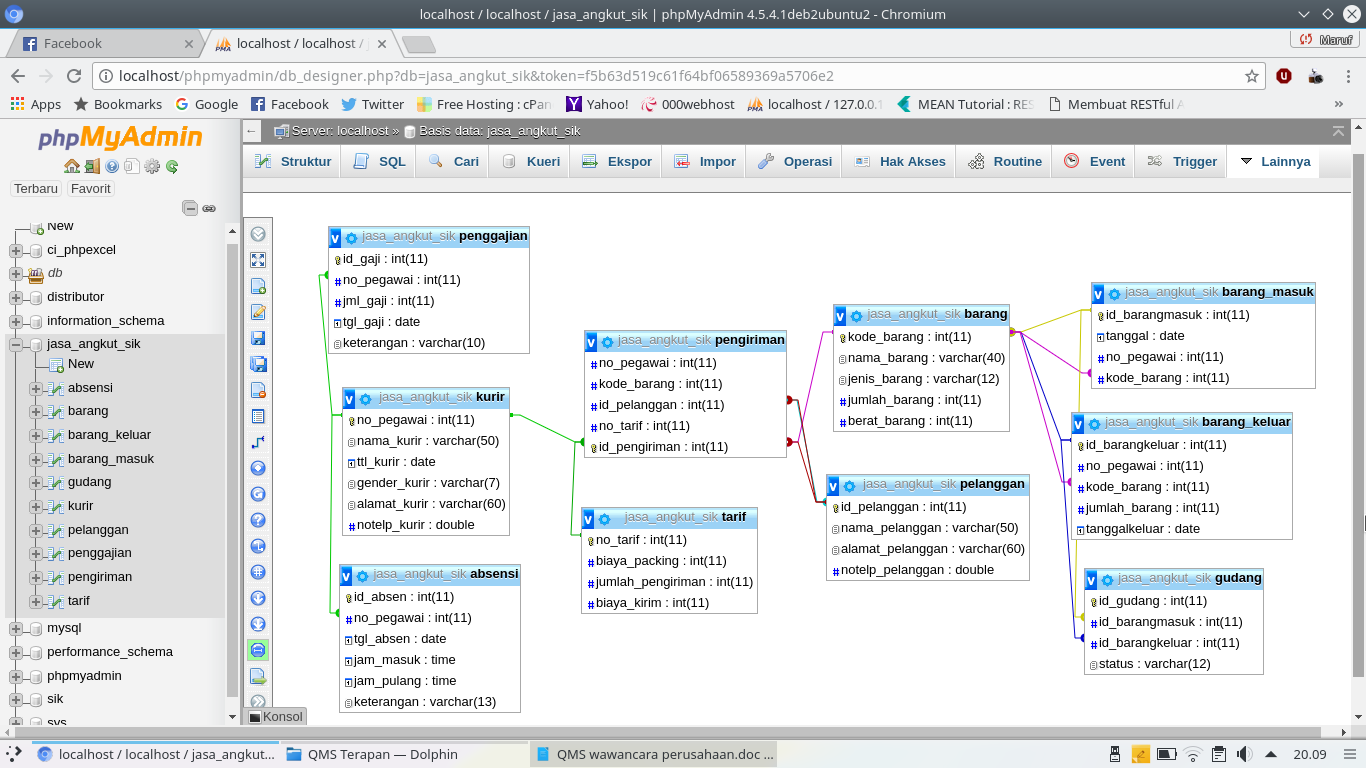 localhost / localhost / jasa_angkut_sik | phpMyAdmin 4.5.4.1deb2ubuntu2 - Chromium
Facebook
localhost / localhost / j
Maruf
localhost/phpmyadmin/db_designer.php?db=jasa_angkut_sik&token=f5b63d519c61f64bf06589369a5706e2
Apps Bookmarks Google Facebook Twitter Free Hosting : cPan Yahoo! 000webhost localhost / 127.0.0.1 MEAN Tutorial : RES Membuat RESTful A »
phpMyAdmin
Terbaru Favorit
New
ci_phpexcel
db
distributor
information_schema
jasa_angkut_sik
New
absensi
barang
barang_keluar
barang_masuk
gudang
kurir
pelanggan
penggajian
pengiriman
tarif
mysql
performance_schema
phpmyadmin
sik
sys
Server: localhost » Basis data: jasa_angkut_sik
Struktur SQL Cari Kueri Ekspor Impor Operasi Hak Akses Routine Event Trigger Lainnya
jasa_angkut_sik penggajian
id_gaji : int(11)
no_pegawai : int(11)
jml_gaji : int(11)
tgl_gaji : date
keterangan : varchar(10)
jasa_angkut_sik kurir
no_pegawai : int(11)
nama_kurir : varchar(50)
ttl_kurir : date
gender_kurir : varchar(7)
alamat_kurir : varchar(60)
notelp_kurir : double
jasa_angkut_sik absensi
id_absen : int(11)
no_pegawai : int(11)
tgl_absen : date
jam_masuk : time
jam_pulang : time
keterangan : varchar(13)
jasa_angkut_sik pengiriman
no_pegawai : int(11)
kode_barang : int(11)
id_pelanggan : int(11)
no_tarif : int(11)
id_pengiriman : int(11)
jasa_angkut_sik tarif
no_tarif : int(11)
biaya_packing : int(11)
jumlah_pengiriman : int(11)
biaya_kirim : int(11)
jasa_angkut_sik barang
kode_barang : int(11)
nama_barang : varchar(40)
jenis_barang : varchar(12)
jumlah_barang : int(11)
berat_barang : int(11)
jasa_angkut_sik pelanggan
id_pelanggan : int(11)
nama_pelanggan : varchar(50)
alamat_pelanggan : varchar(60)
notelp_pelanggan : double
jasa_angkut_sik barang_masuk
id_barangmasuk : int(11)
tanggal : date
no_pegawai : int(11)
kode_barang : int(11)
jasa_angkut_sik barang_keluar
id_barangkeluar : int(11)
no_pegawai : int(11)
kode_barang : int(11)
jumlah_barang : int(11)
tanggalkeluar : date
jasa_angkut_sik gudang
id_gudang : int(11)
id_barangmasuk : int(11)
id_barangkeluar : int(11)
status : varchar(12)
Konsol
localhost / localhost / jasa_angkut... QMS Terapan — Dolphin QMS wawancara perusahaan.doc ... 20.09